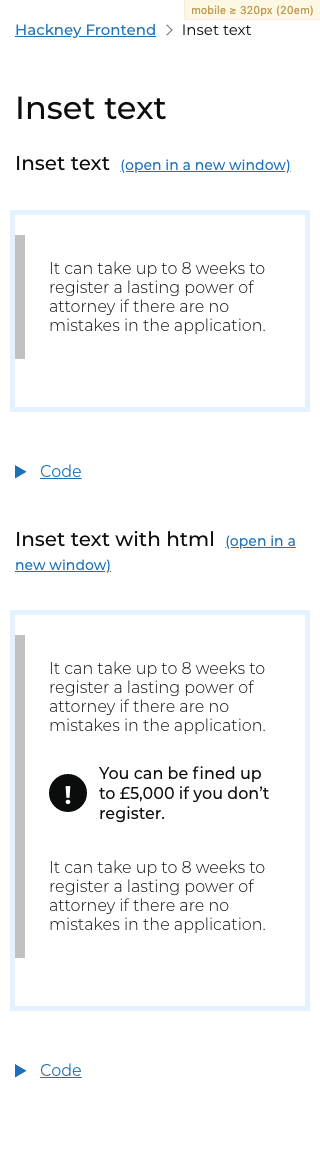 mobile ≥ 320px (20em)
Hackney Frontend > Inset text
Inset text
Inset text (open in a new window)
It can take up to 8 weeks to
register a lasting power of
attorney if there are no
mistakes in the application.
Code
Inset text with html (open in a
new window)
It can take up to 8 weeks to
register a lasting power of
attorney if there are no
mistakes in the application.
! You can be fined up
to £5,000 if you don’t
register.
It can take up to 8 weeks to
register a lasting power of
attorney if there are no
mistakes in the application.
Code